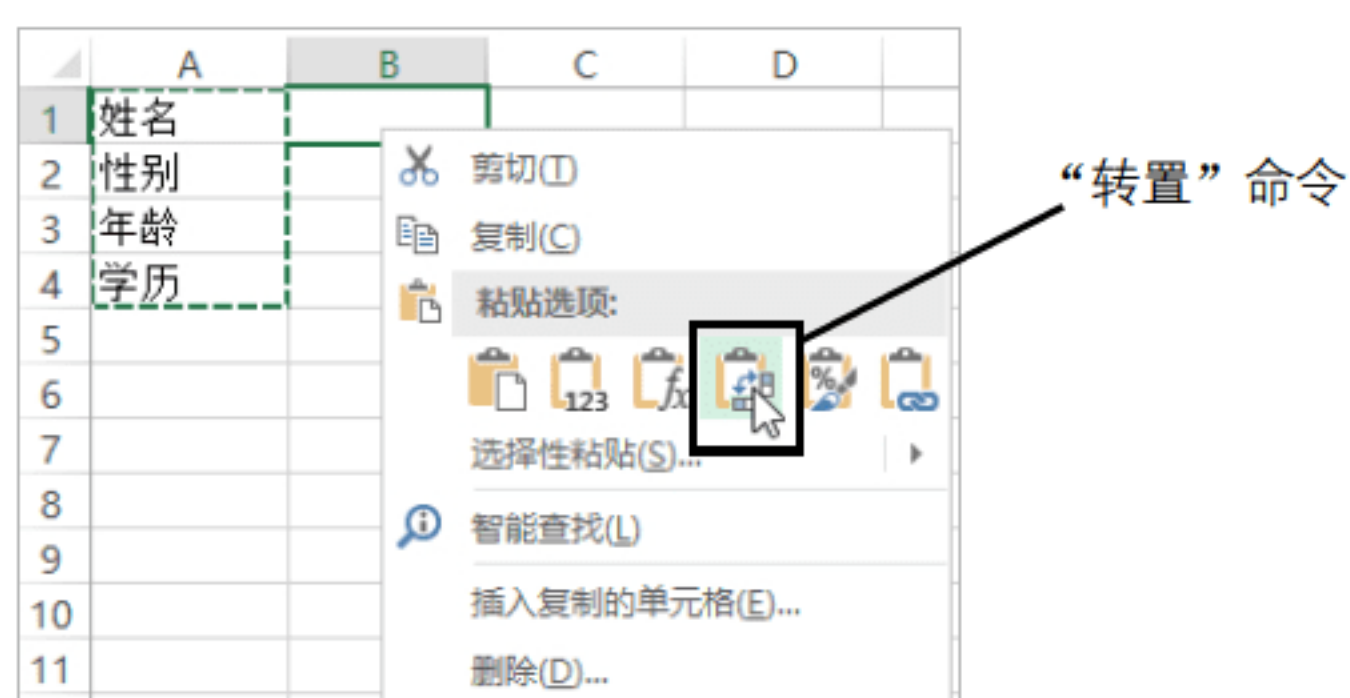 A B C D
1 姓名
2 性别
3 年龄
4 学历
5
6
7
8
9
10
11
剪切(T)
复制(C)
粘贴选项:
123 fx %
选择性粘贴(S)...
智能查找(L)
插入复制的单元格(E)...
删除(D)...
“转置”命令